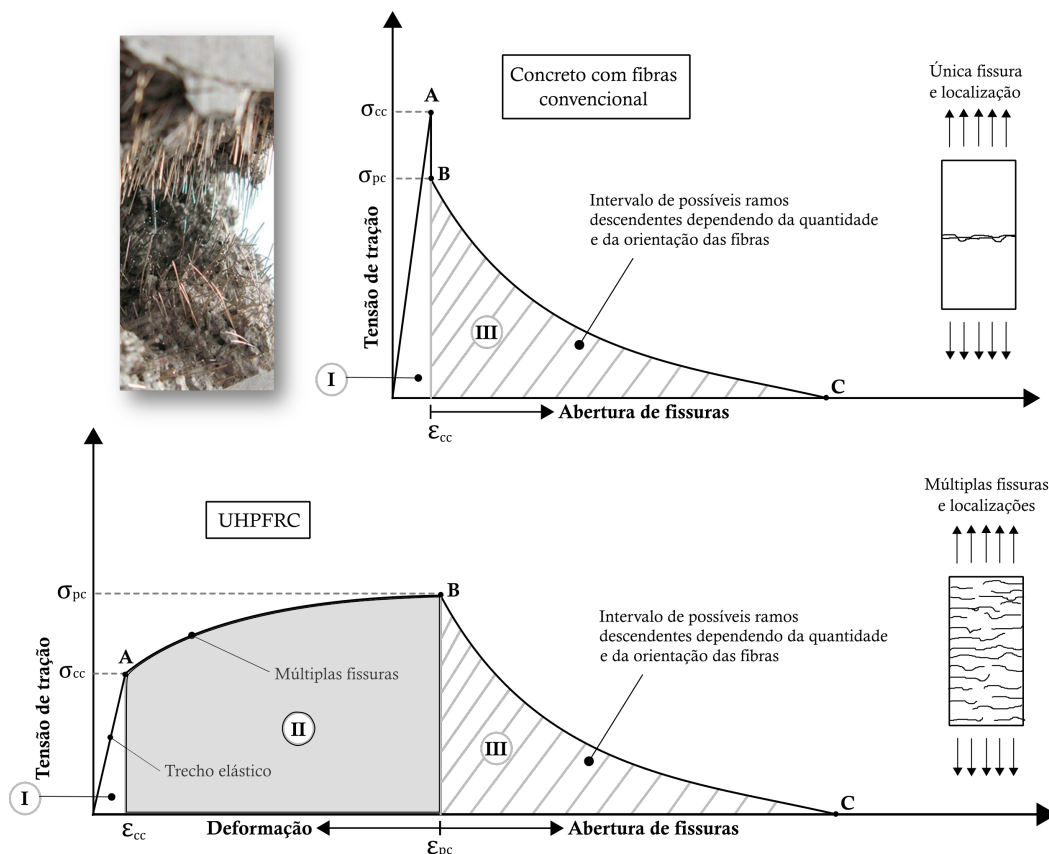 Concreto com fibras
convencional
Única fissura
e localização
A
σcc
B
σpc
Intervalo de possíveis ramos
descendentes dependendo da quantidade
e da orientação das fibras
Tensão de tração
III
I
C
Abertura de fissuras
εcc
UHPFRC
Múltiplas fissuras
e localizações
σpc
B
Intervalo de possíveis ramos
descendentes dependendo da quantidade
e da orientação das fibras
A
σcc
Múltiplas fissuras
Tensão de tração
II
III
Trecho elástico
I
C
εcc
Deformação
Abertura de fissuras
εpc